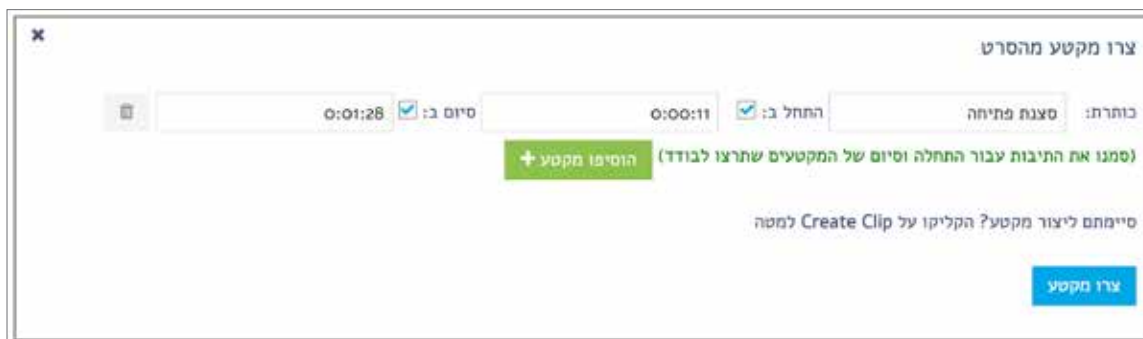 צרו מקטע מהסרט
כותרת: סצנת פתיחה התחל ב: 0:00:11 סיום ב: 0:01:28
(סמנו את התיבות עבור התחלה וסיום של המקטעים שתרצו לבודד) הוסיפו מקטע +
סיימתם ליצור מקטע? הקליקו על Create Clip למטה
צרו מקטע